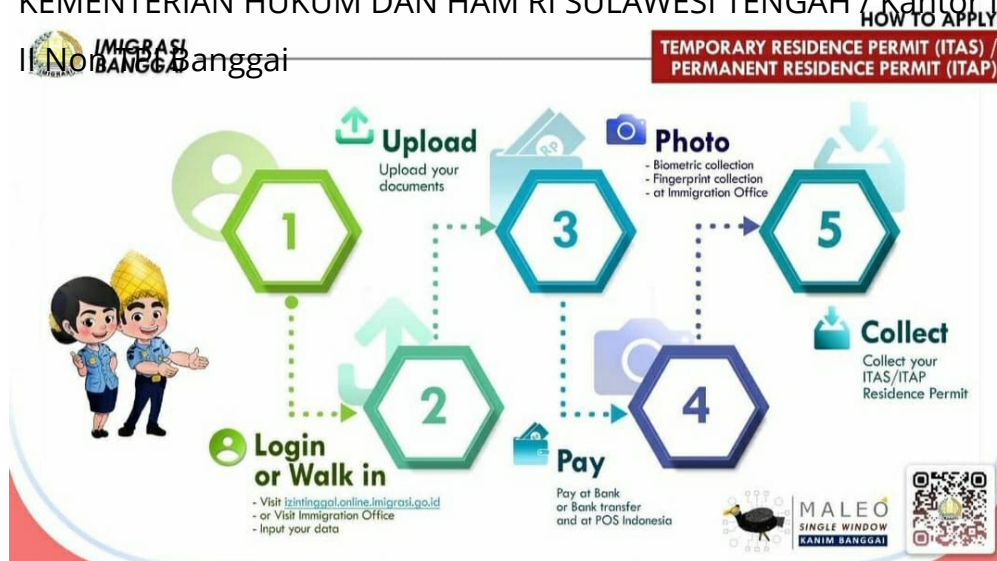 KEMENTERIAN HUKUM DAN HAM RI SULAWESI TENGAH / Kantor
II Non TPI Banggai
IMIGRASI
BANGGAI
HOW TO APPLY
TEMPORARY RESIDENCE PERMIT (ITAS) /
PERMANENT RESIDENCE PERMIT (ITAP)
1
Login
or Walk in
- Visit izintinggal.online.imigrasi.go.id
- or Visit Immigration Office
- Input your data
2
Upload
Upload your
documents
3
RP
Pay
Pay at Bank
or Bank transfer
and at POS Indonesia
4
Photo
- Biometric collection
- Fingerprint collection
- at Immigration Office
5
Collect
Collect your
ITAS/ITAP
Residence Permit
MALEO
SINGLE WINDOW
KANIM BANGGAI